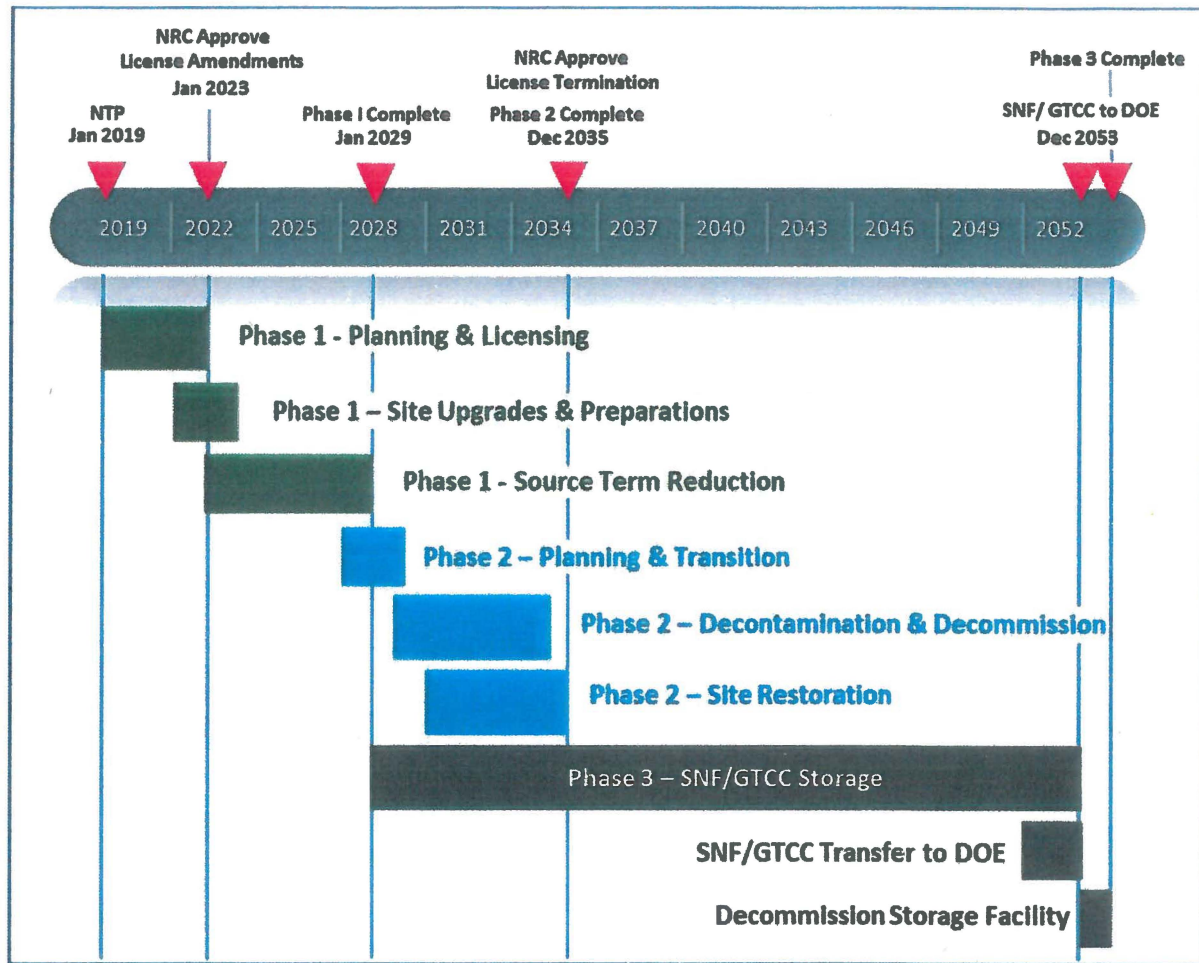 NRC Approve
License Amendments
Jan 2023
NRC Approve
License Termination
Phase 3 Complete
NTP
Jan 2019
Phase I Complete
Jan 2029
Phase 2 Complete
Dec 2035
SNF/ GTCC to DOE
Dec 2053
2019 2022 2025 2028 2031 2034 2037 2040 2043 2046 2049 2052
Phase 1 - Planning & Licensing
Phase 1 – Site Upgrades & Preparations
Phase 1 - Source Term Reduction
Phase 2 – Planning & Transition
Phase 2 – Decontamination & Decommission
Phase 2 – Site Restoration
Phase 3 – SNF/GTCC Storage
SNF/GTCC Transfer to DOE
Decommission Storage Facility